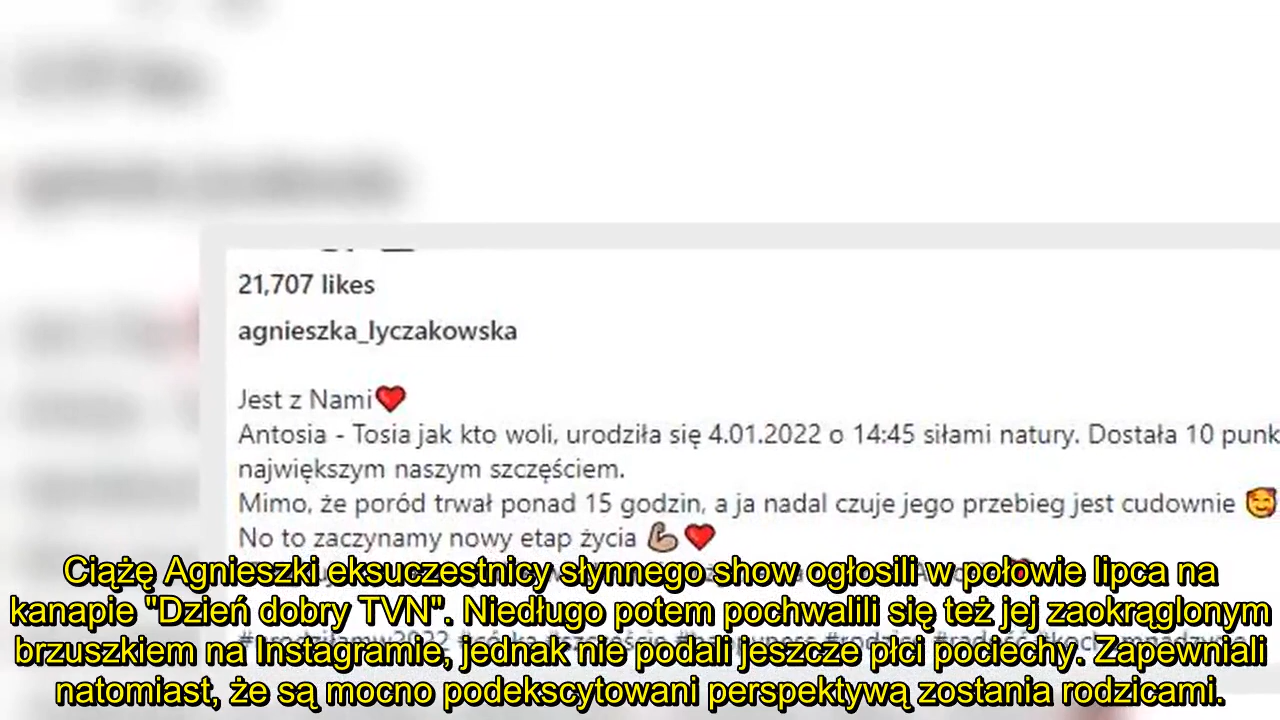 21,707 likes
agnieszka_lyczakowska
Jest z Nami❤️
Antosia - Tosia jak kto woli, urodziła się 4.01.2022 o 14:45 siłami natury. Dostała 10 punk
największym naszym szczęściem.
Mimo, że poród trwał ponad 15 godzin, a ja nadal czuje jego przebieg jest cudownie 🥰
No to zaczynamy nowy etap życia 💪🏼❤️
Ciążę Agnieszki eksuczestnicy słynnego show ogłosili w połowie lipca na
kanapie "Dzień dobry TVN". Niedługo potem pochwalili się też jej zaokrąglonym
brzuszkiem na Instagramie, jednak nie podali jeszcze płci pociechy. Zapewniali
natomiast, że są mocno podekscytowani perspektywą zostania rodzicami.